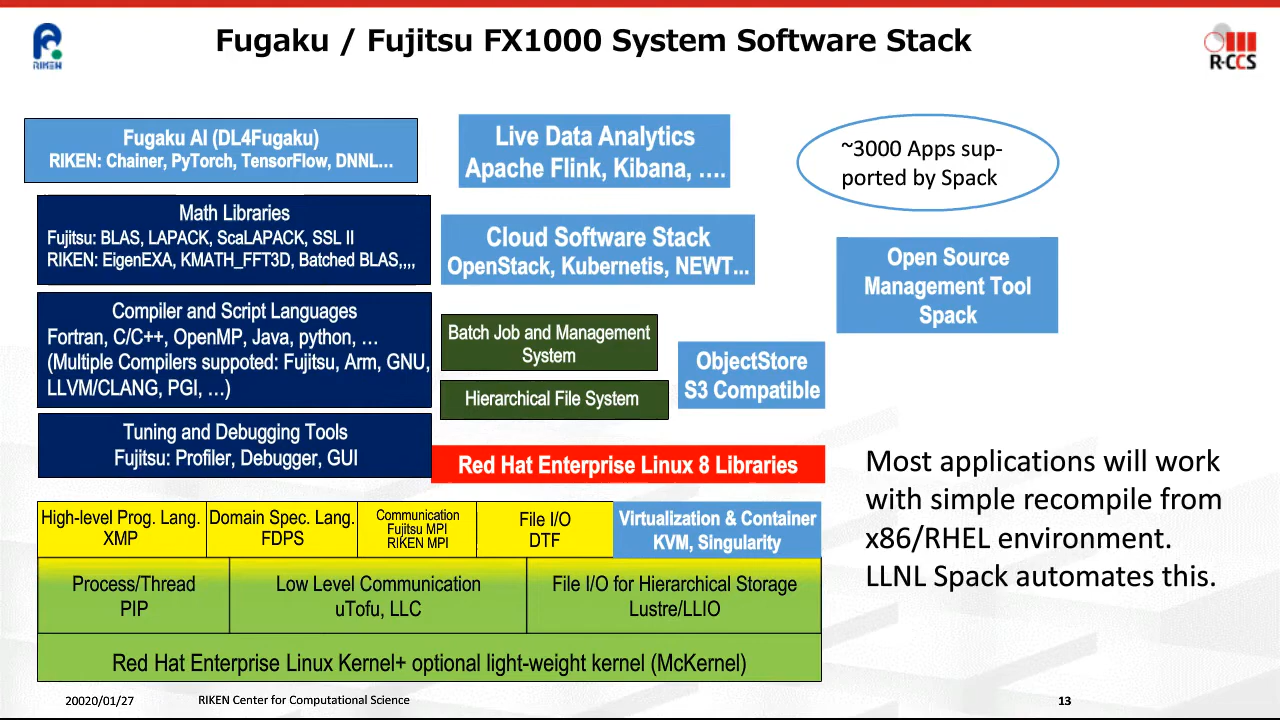 Fugaku / Fujitsu FX1000 System Software Stack
RIKEN
R-CCS
Fugaku AI (DL4Fugaku)
RIKEN: Chainer, PyTorch, TensorFlow, DNNL...
Live Data Analytics
Apache Flink, Kibana, ....
~3000 Apps sup-
ported by Spack
Math Libraries
Fujitsu: BLAS, LAPACK, ScaLAPACK, SSL II
RIKEN: EigenEXA, KMATH_FFT3D, Batched BLAS,,,,
Cloud Software Stack
OpenStack, Kubernetis, NEWT...
Open Source
Management Tool
Spack
Compiler and Script Languages
Fortran, C/C++, OpenMP, Java, python, ...
(Multiple Compilers suppoted: Fujitsu, Arm, GNU,
LLVM/CLANG, PGI, ...)
Batch Job and Management
System
Hierarchical File System
ObjectStore
S3 Compatible
Tuning and Debugging Tools
Fujitsu: Profiler, Debugger, GUI
Red Hat Enterprise Linux 8 Libraries
Most applications will work
with simple recompile from
x86/RHEL environment.
LLNL Spack automates this.
High-level Prog. Lang.
XMP
Domain Spec. Lang.
FDPS
Communication
Fujitsu MPI
RIKEN MPI
File I/O
DTF
Virtualization & Container
KVM, Singularity
Process/Thread
PIP
Low Level Communication
uTofu, LLC
File I/O for Hierarchical Storage
Lustre/LLIO
Red Hat Enterprise Linux Kernel+ optional light-weight kernel (McKernel)
20020/01/27
RIKEN Center for Computational Science
13